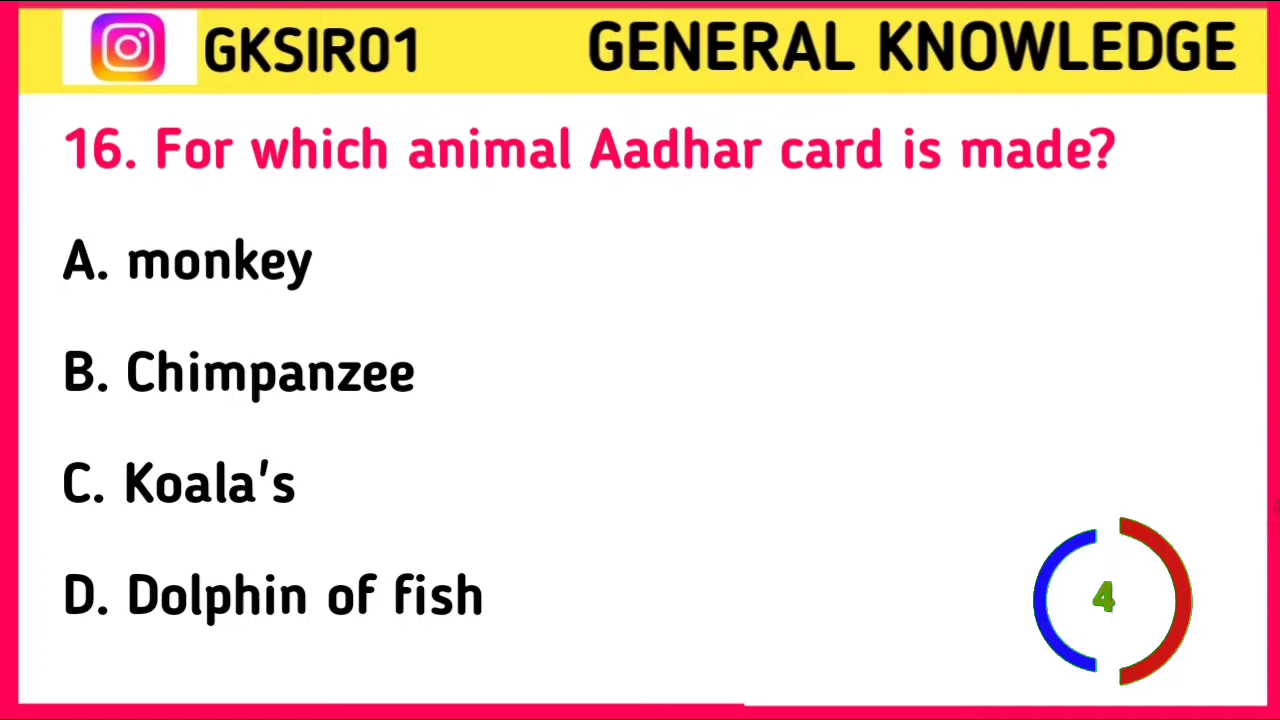 GKSIR01 GENERAL KNOWLEDGE
16. For which animal Aadhar card is made?
A. monkey
B. Chimpanzee
C. Koala's
D. Dolphin of fish
4